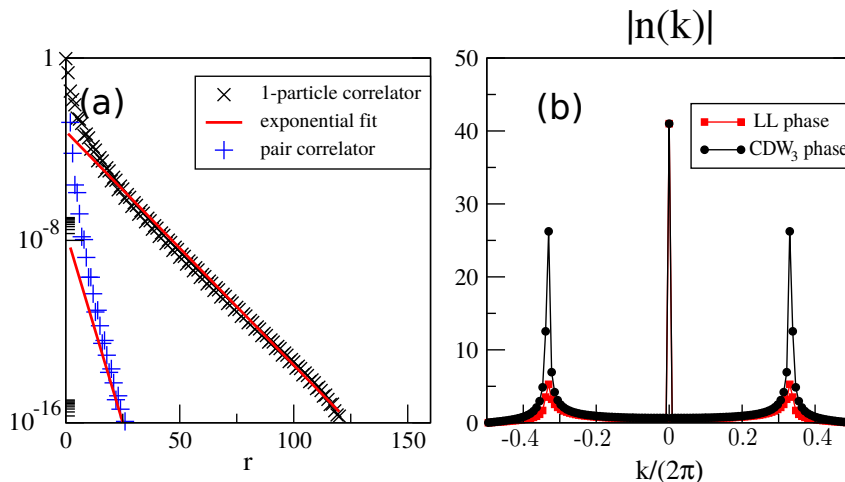 |n(k)|
1
10⁻⁸
10⁻¹⁶
(a)
1-particle correlator
exponential fit
pair correlator
0
50
100
150
r
50
40
30
20
10
0
(b)
LL phase
CDW₃ phase
-0.4
-0.2
0
0.2
0.4
k/(2π)